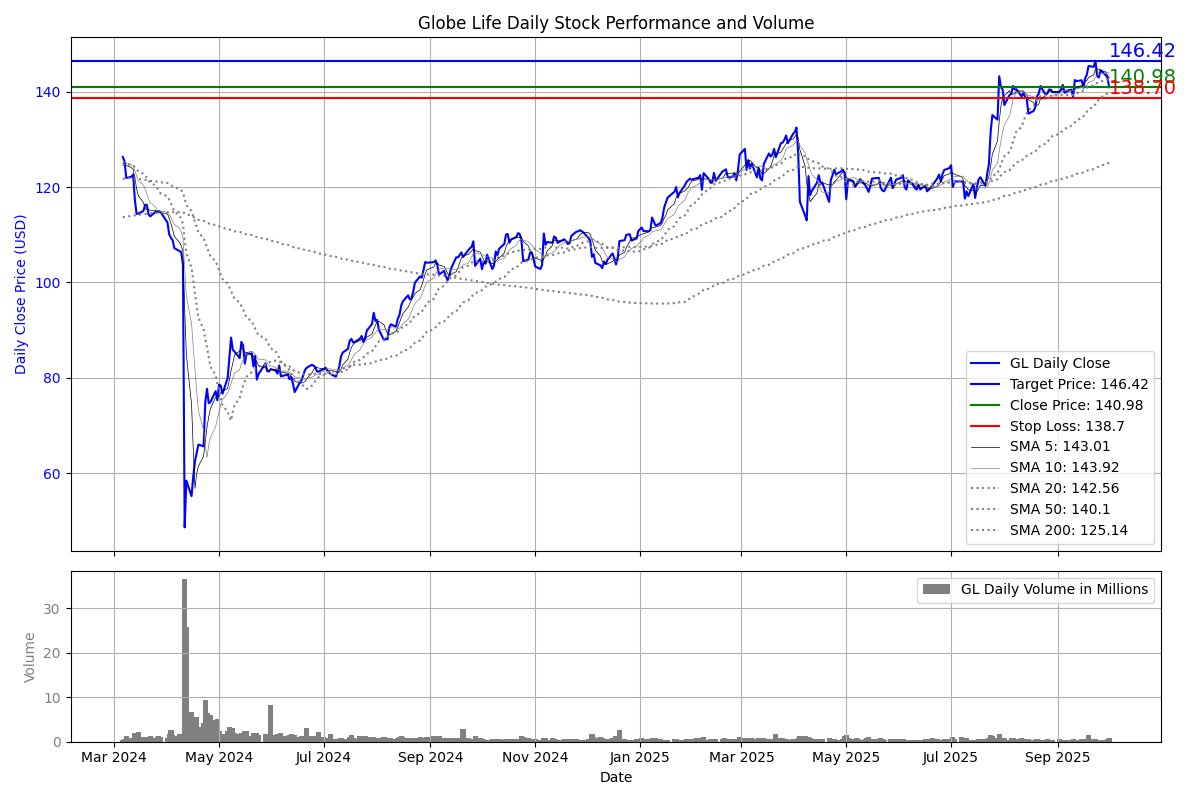 Globe Life Daily Stock Performance and Volume
146.42
140.98
138.70
140
120
100
80
60
Daily Close Price (USD)
GL Daily Close
Target Price: 146.42
Close Price: 140.98
Stop Loss: 138.7
SMA 5: 143.01
SMA 10: 143.92
SMA 20: 142.56
SMA 50: 140.1
SMA 200: 125.14
GL Daily Volume in Millions
30
20
10
0
Volume
Mar 2024 May 2024 Jul 2024 Sep 2024 Nov 2024 Jan 2025 Mar 2025 May 2025 Jul 2025 Sep 2025
Date